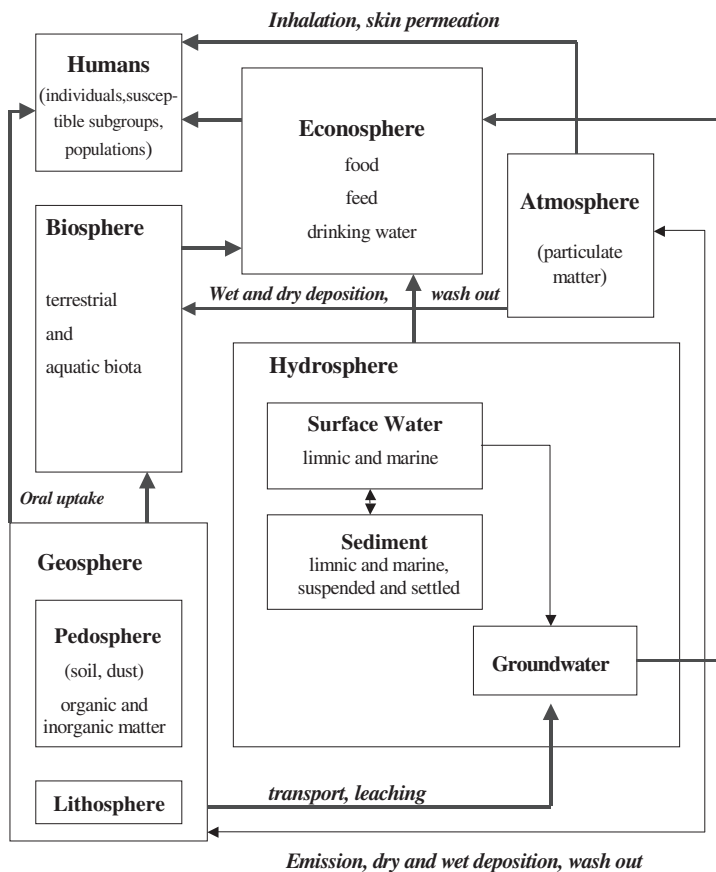 Inhalation, skin permeation
Humans
(individuals,suscep-
tible subgroups,
populations)
Econosphere
food
feed
drinking water
Atmosphere
(particulate
matter)
Biosphere
terrestrial
and
aquatic biota
Wet and dry deposition, wash out
Hydrosphere
Surface Water
limnic and marine
Sediment
limnic and marine,
suspended and settled
Groundwater
Oral uptake
Geosphere
Pedosphere
(soil, dust)
organic and
inorganic matter
Lithosphere
transport, leaching
Emission, dry and wet deposition, wash out